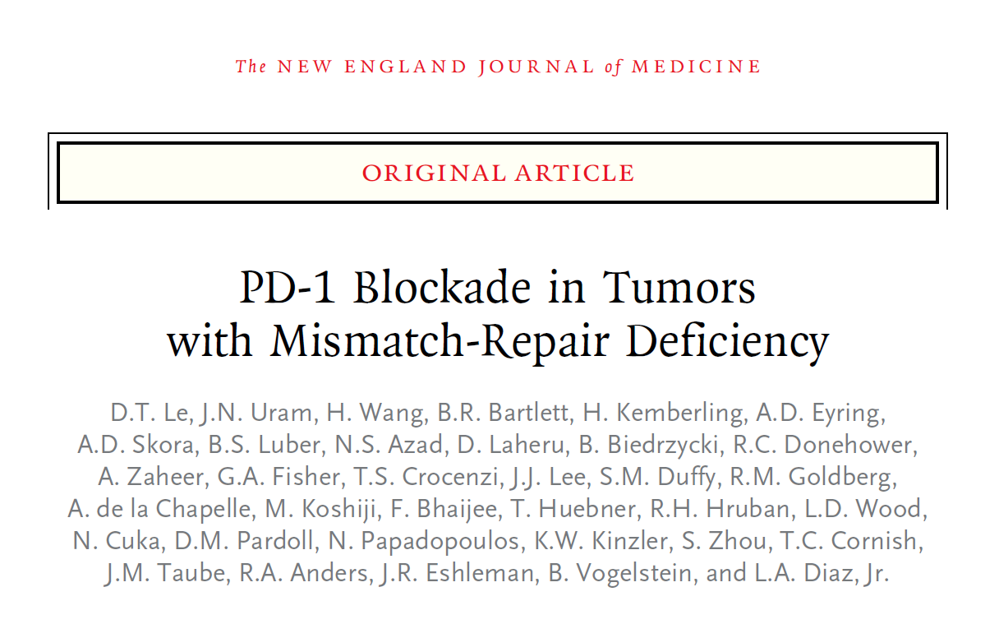 The NEW ENGLAND JOURNAL of MEDICINE
ORIGINAL ARTICLE
PD-1 Blockade in Tumors
with Mismatch-Repair Deficiency
D.T. Le, J.N. Uram, H. Wang, B.R. Bartlett, H. Kemberling, A.D. Eyring,
A.D. Skora, B.S. Luber, N.S. Azad, D. Laheru, B. Biedrzycki, R.C. Donehower,
A. Zaheer, G.A. Fisher, T.S. Crocenzi, J.J. Lee, S.M. Duffy, R.M. Goldberg,
A. de la Chapelle, M. Koshiji, F. Bhaijee, T. Huebner, R.H. Hruban, L.D. Wood,
N. Cuka, D.M. Pardoll, N. Papadopoulos, K.W. Kinzler, S. Zhou, T.C. Cornish,
J.M. Taube, R.A. Anders, J.R. Eshleman, B. Vogelstein, and L.A. Diaz, Jr.